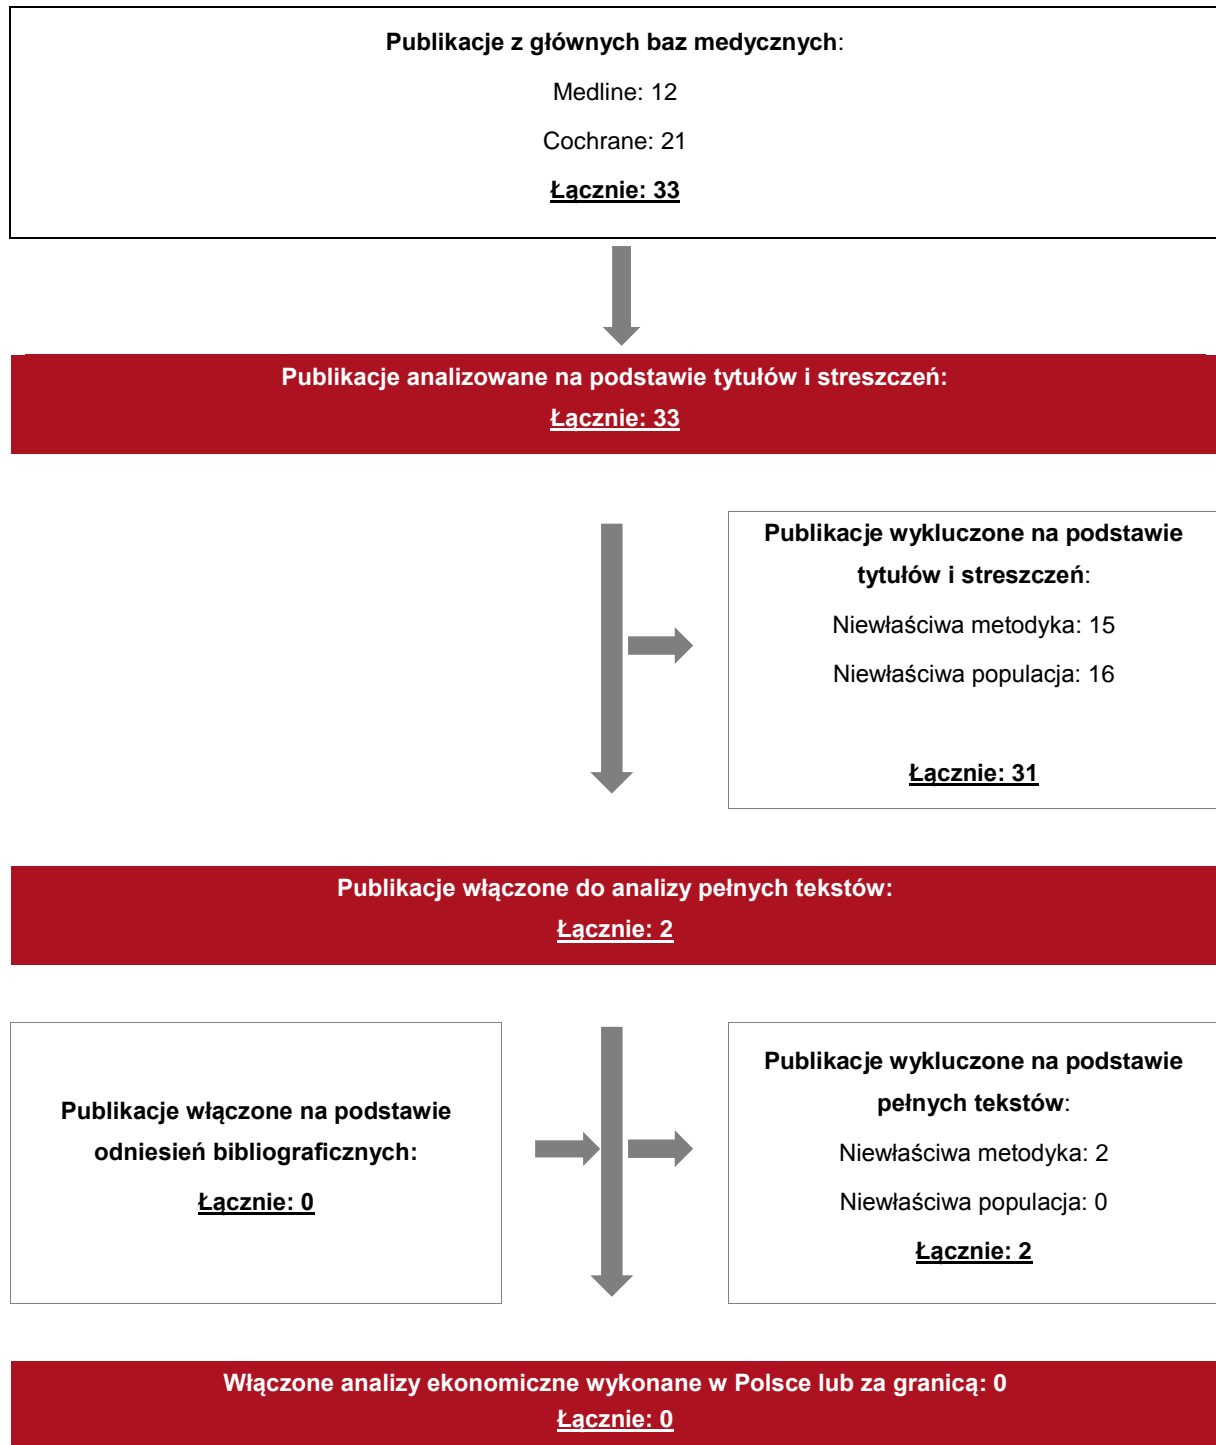 Publikacje z głównych baz medycznych:
Medline: 12
Cochrane: 21
Łącznie: 33
Publikacje analizowane na podstawie tytułów i streszczeń:
Łącznie: 33
Publikacje wykluczone na podstawie
tytułów i streszczeń:
Niewłaściwa metodyka: 15
Niewłaściwa populacja: 16
Łącznie: 31
Publikacje włączone do analizy pełnych tekstów:
Łącznie: 2
Publikacje włączone na podstawie
odniesień bibliograficznych:
Łącznie: 0
Publikacje wykluczone na podstawie
pełnych tekstów:
Niewłaściwa metodyka: 2
Niewłaściwa populacja: 0
Łącznie: 2
Włączone analizy ekonomiczne wykonane w Polsce lub za granicą: 0
Łącznie: 0